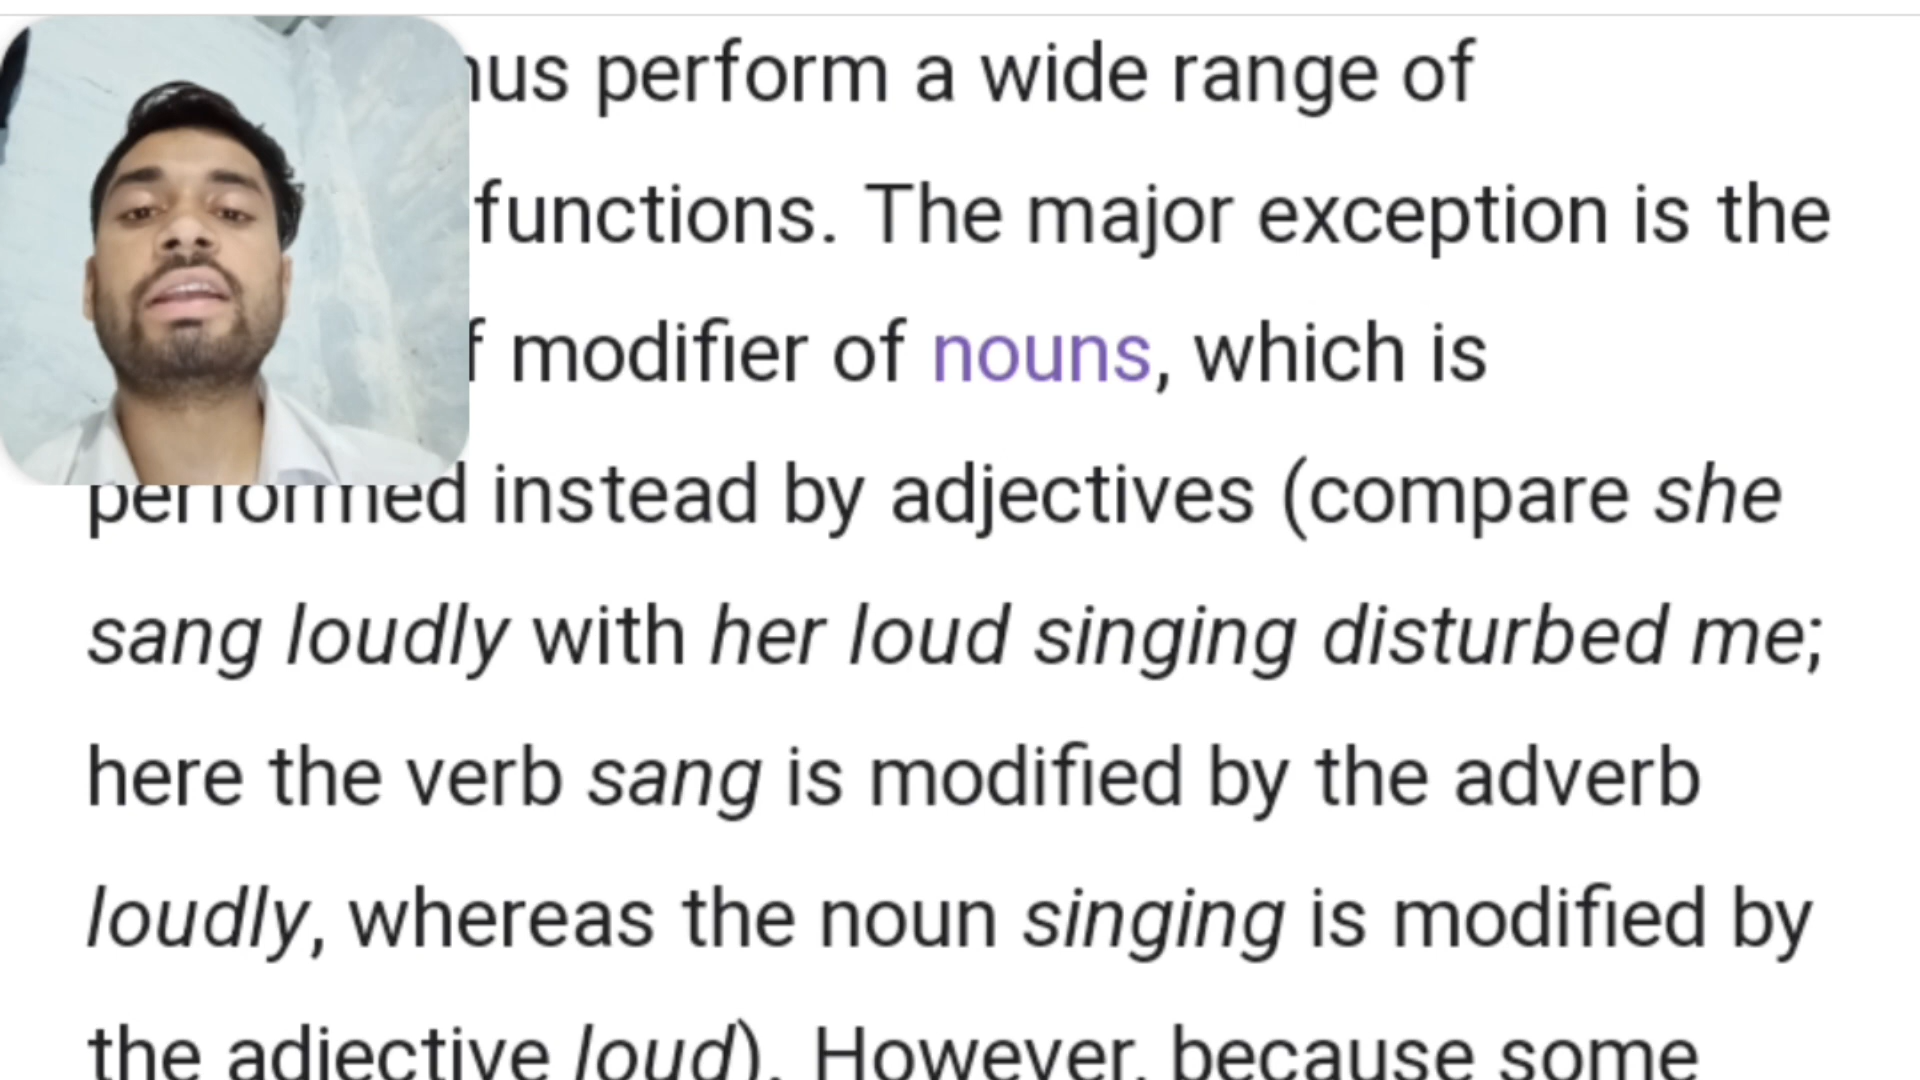 perform a wide range of
functions. The major exception is the
modifier of nouns, which is
performed instead by adjectives (compare she
sang loudly with her loud singing disturbed me;
here the verb sang is modified by the adverb
loudly, whereas the noun singing is modified by
the adjective loud). However, because some